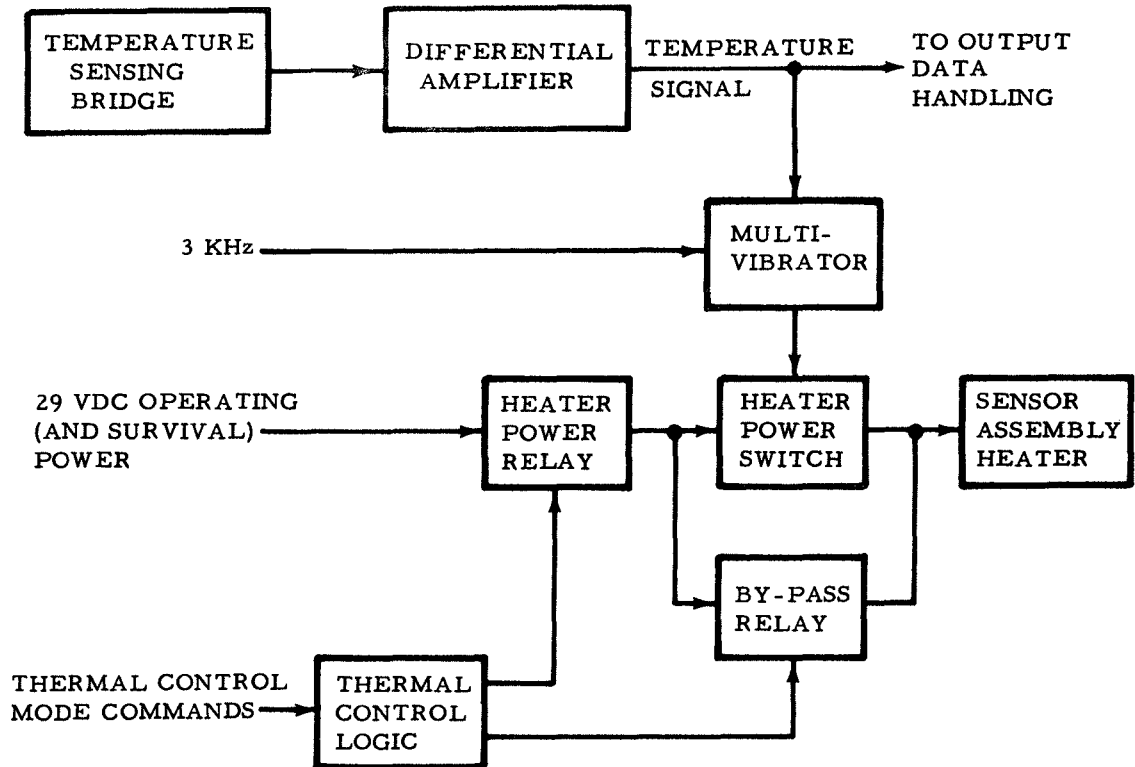 TEMPERATURE
SENSING
BRIDGE
DIFFERENTIAL
AMPLIFIER
TEMPERATURE
SIGNAL
TO OUTPUT
DATA
HANDLING
3 KHz
MULTI-
VIBRATOR
29 VDC OPERATING
(AND SURVIVAL)
POWER
HEATER
POWER
RELAY
HEATER
POWER
SWITCH
SENSOR
ASSEMBLY
HEATER
BY-PASS
RELAY
THERMAL CONTROL
MODE COMMANDS
THERMAL
CONTROL
LOGIC